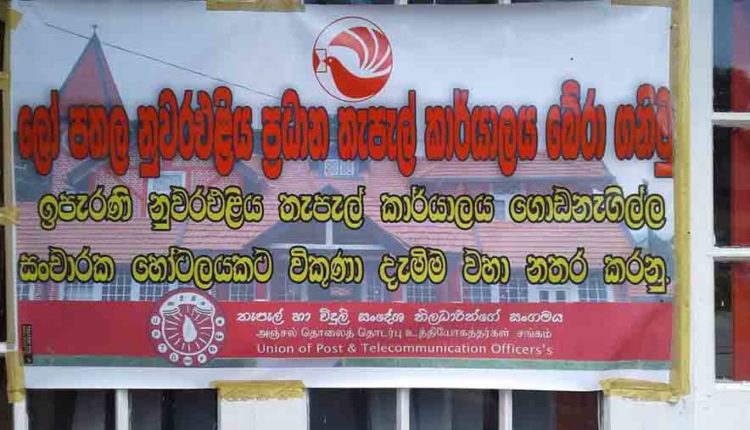 ලෝ පතල නුවරඑළිය ප්‍රධාන තැපැල් කාර්යාලය බේරා ගනිමු
ඉපැරණි නුවරඑළිය තැපැල් කාර්යාලය ගොඩනැගිල්ල
සංචාරක හෝටලයකට විකුණා දැමීම වහා නතර කරනු.
තැපැල් හා විදුලි සංදේශ නිලධාරීන්ගේ සංගමය
அஞ்சல் தொலைத் தொடர்பு உத்தியோகத்தர்கள் சங்கம்
Union of Post & Telecommunication Officers's